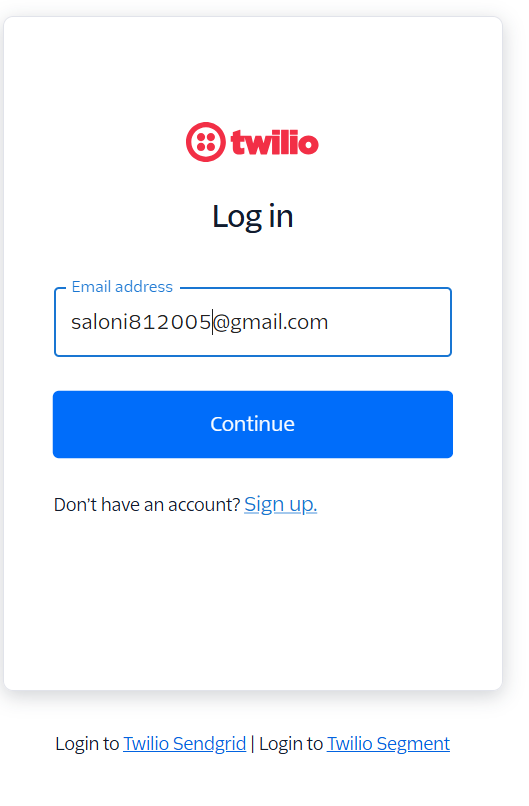 twilio
Log in
Email address
saloni812005@gmail.com
Continue
Don't have an account? Sign up.
Login to Twilio Sendgrid | Login to Twilio Segment